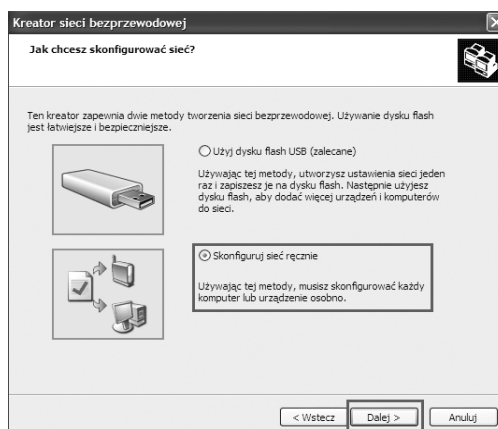 Kreator sieci bezprzewodowej
Jak chcesz skonfigurować sieć?
Ten kreator zapewnia dwie metody tworzenia sieci bezprzewodowej. Używanie dysku flash
jest łatwiejsze i bezpieczniejsze.
Użyj dysku flash USB (zalecane)
Używając tej metody, utworzysz ustawienia sieci jeden
raz i zapiszesz je na dysku flash. Następnie użyjesz
dysku flash, aby dodać więcej urządzeń i komputerów
do sieci.
Skonfiguruj sieć ręcznie
Używając tej metody, musisz skonfigurować każdy
komputer lub urządzenie osobno.
< Wstecz Dalej > Anuluj